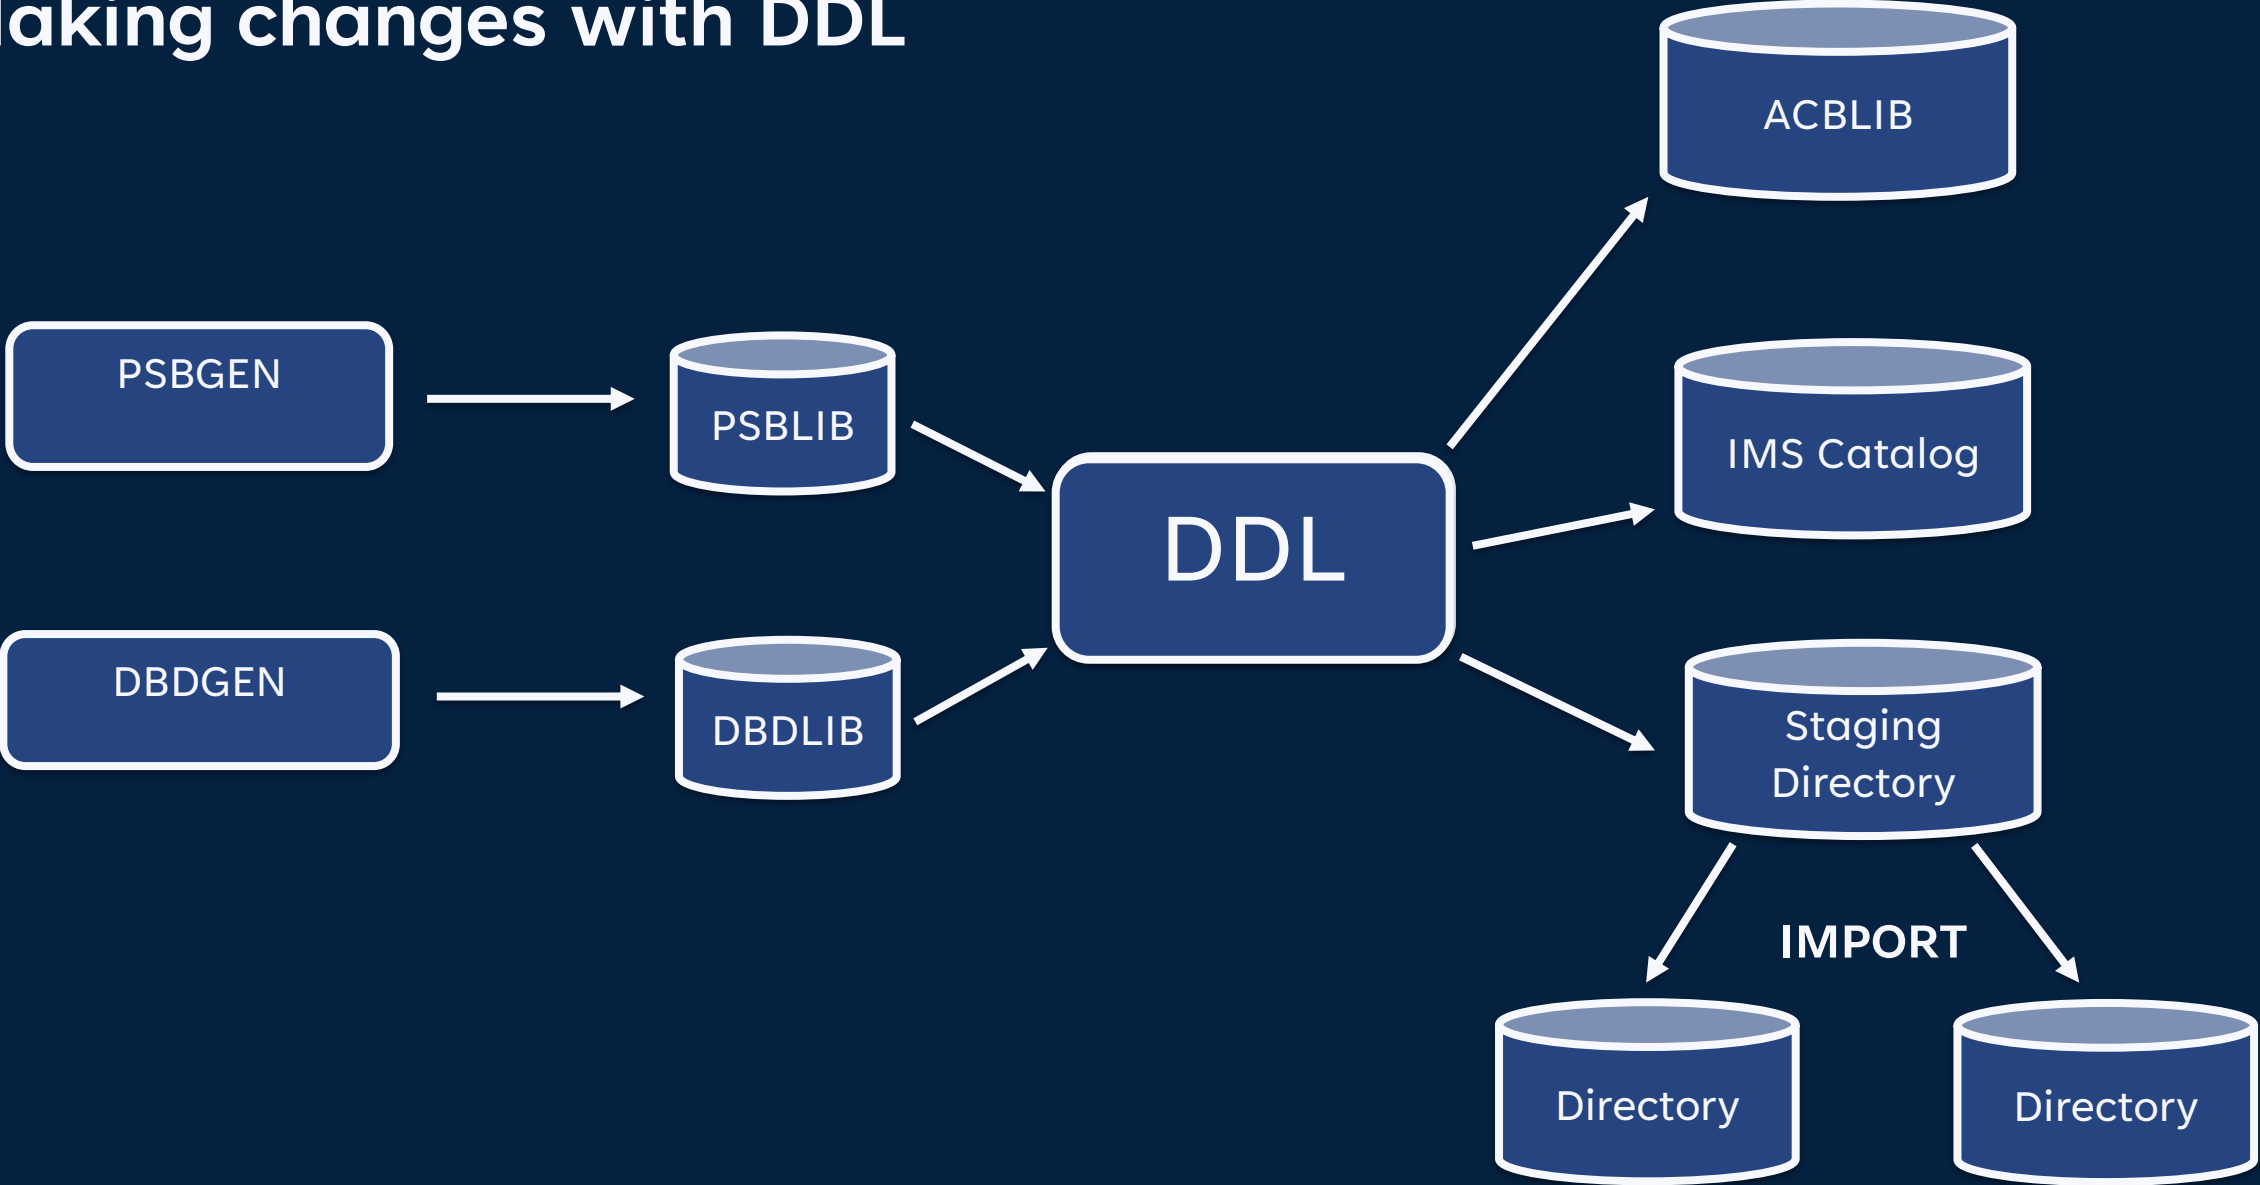 aking changes with DDL
ACBLIB
PSBGEN
PSBLIB
IMS Catalog
DDL
DBDGEN
DBDLIB
Staging
Directory
IMPORT
Directory
Directory